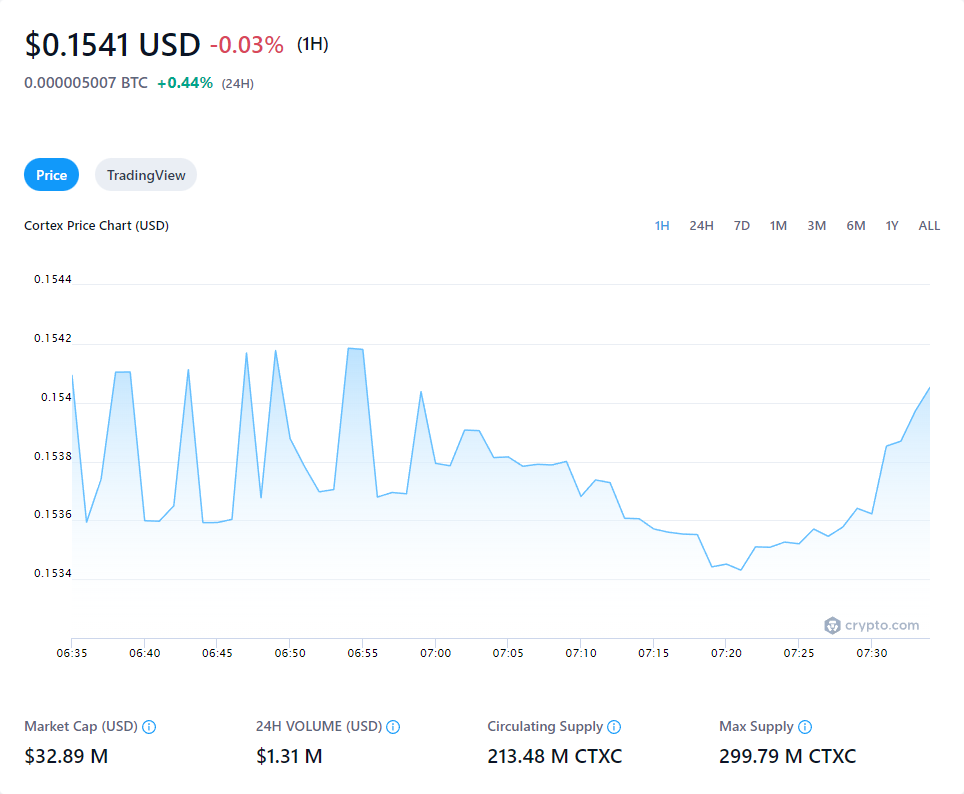 $0.1541 USD -0.03% (1H)
0.000005007 BTC +0.44% (24H)
Price TradingView
Cortex Price Chart (USD) 1H 24H 7D 1M 3M 6M 1Y ALL
0.1544
0.1542
0.154
0.1538
0.1536
0.1534
crypto.com
06:35 06:40 06:45 06:50 06:55 07:00 07:05 07:10 07:15 07:20 07:25 07:30
Market Cap (USD) 24H VOLUME (USD) Circulating Supply Max Supply
$32.89 M $1.31 M 213.48 M CTXC 299.79 M CTXC